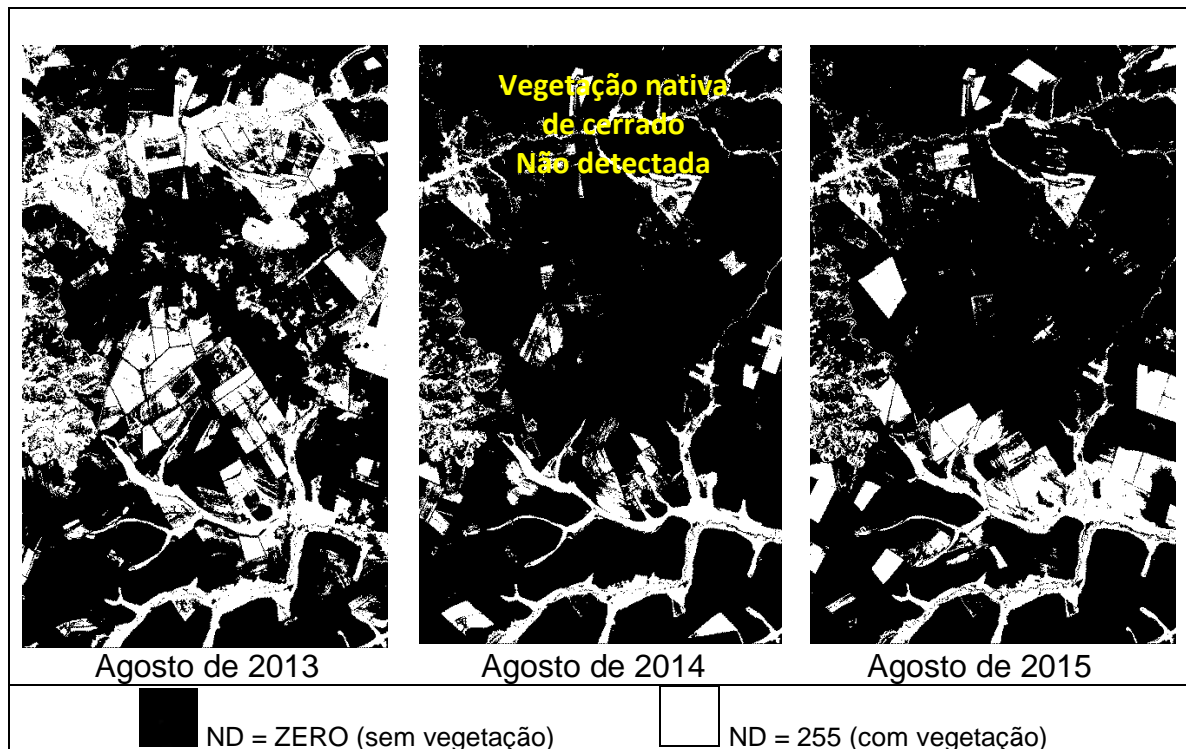 Vegetação nativa
de cerrado
Não detectada
Agosto de 2013
Agosto de 2014
Agosto de 2015
ND = ZERO (sem vegetação)
ND = 255 (com vegetação)